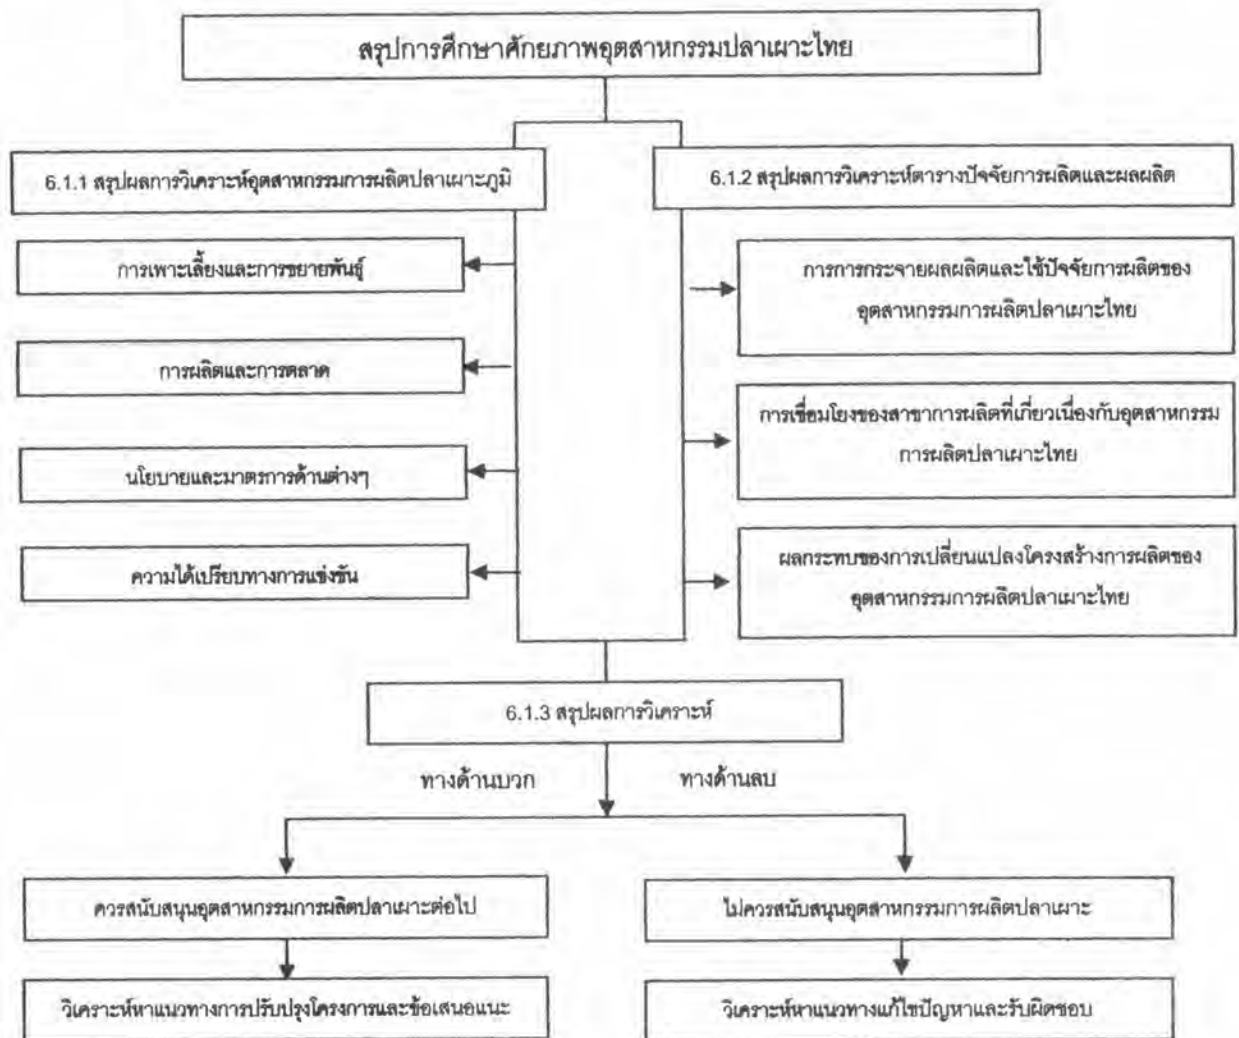 สรุปการศึกษาศักยภาพอุตสาหกรรมปลาเผาะไทย
6.1.1 สรุปผลการวิเคราะห์อุตสาหกรรมการผลิตปลาเผาะภูมิ
6.1.2 สรุปผลการวิเคราะห์ตารางปัจจัยการผลิตและผลผลิต
การเพาะเลี้ยงและการขยายพันธุ์
การผลิตและการตลาด
นโยบายและมาตรการด้านต่างๆ
ความได้เปรียบทางการแข่งขัน
การการกระจายผลผลิตและใช้ปัจจัยการผลิตของ
อุตสาหกรรมการผลิตปลาเผาะไทย
การเชื่อมโยงของสาขาการผลิตที่เกี่ยวเนื่องกับอุตสาหกรรม
การผลิตปลาเผาะไทย
ผลกระทบของการเปลี่ยนแปลงโครงสร้างการผลิตของ
อุตสาหกรรมการผลิตปลาเผาะไทย
6.1.3 สรุปผลการวิเคราะห์
ทางด้านบวก
ทางด้านลบ
ควรสนับสนุนอุตสาหกรรมการผลิตปลาเผาะต่อไป
ไม่ควรสนับสนุนอุตสาหกรรมการผลิตปลาเผาะ
วิเคราะห์หาแนวทางการปรับปรุงโครงการและข้อเสนอแนะ
วิเคราะห์หาแนวทางแก้ไขปัญหาและรับผิดชอบ